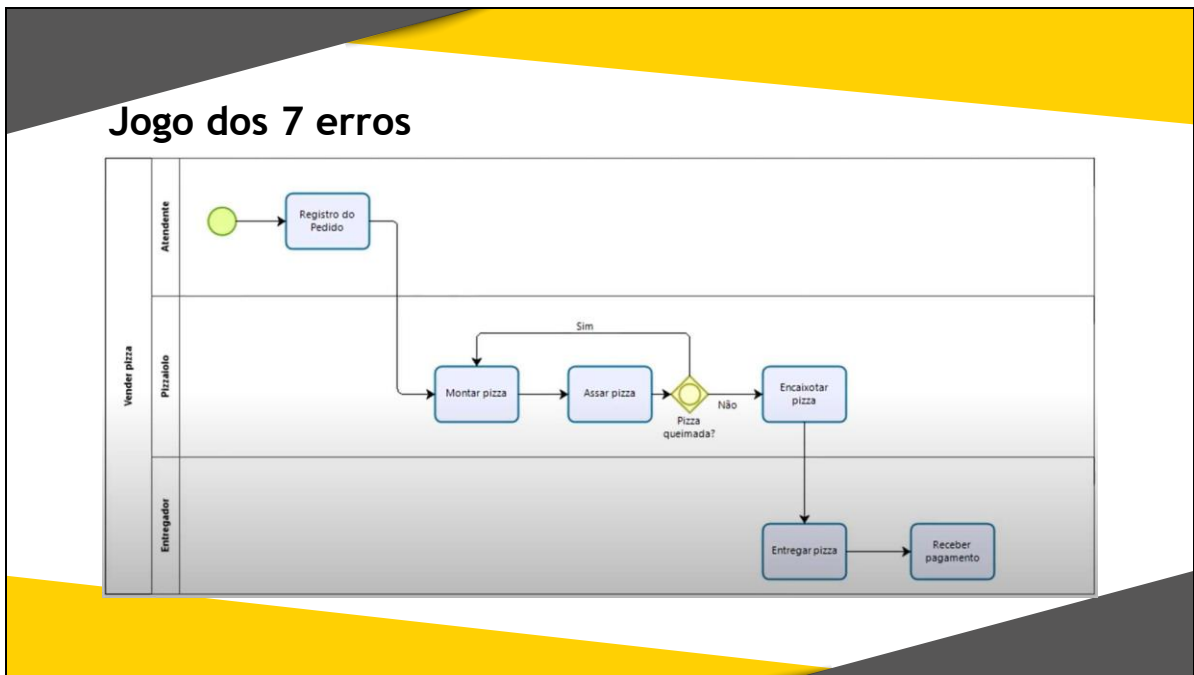 Jogo dos 7 erros
Vender pizza
Atendente
Registro do
Pedido
Pizzaiolo
Sim
Montar pizza
Assar pizza
Pizza
queimada?
Não
Encaixotar
pizza
Entregador
Entregar pizza
Receber
pagamento